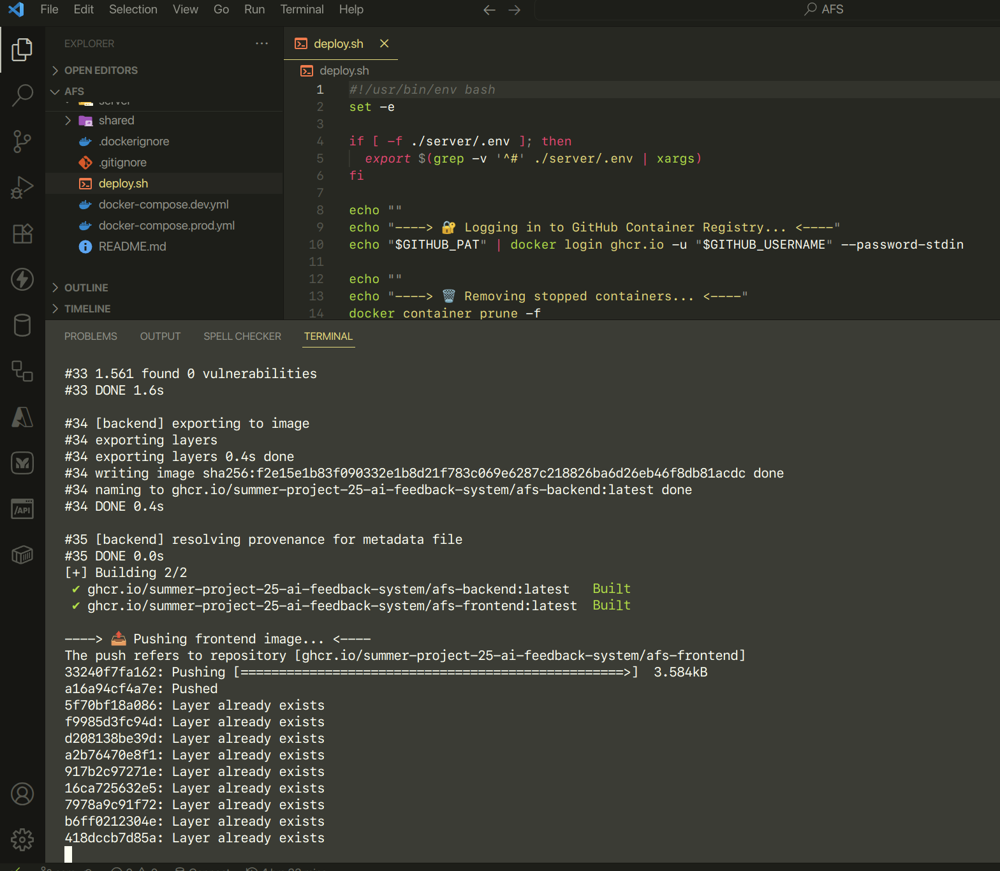 File Edit Selection View Go Run Terminal Help
AFS
EXPLORER
OPEN EDITORS
AFS
server
shared
.dockerignore
.gitignore
deploy.sh
docker-compose.dev.yml
docker-compose.prod.yml
README.md
OUTLINE
TIMELINE
deploy.sh
deploy.sh
1 #!/usr/bin/env bash
2 set -e
3
4 if [ -f ./server/.env ]; then
5 export $(grep -v '^#' ./server/.env | xargs)
6 fi
7
8 echo ""
9 echo "----> 🔐 Logging in to GitHub Container Registry... <----"
10 echo "$GITHUB_PAT" | docker login ghcr.io -u "$GITHUB_USERNAME" --password-stdin
11
12 echo ""
13 echo "----> 🗑️ Removing stopped containers... <----"
14 docker container prune -f
PROBLEMS OUTPUT SPELL CHECKER TERMINAL
#33 1.561 found 0 vulnerabilities
#33 DONE 1.6s
#34 [backend] exporting to image
#34 exporting layers
#34 exporting layers 0.4s done
#34 writing image sha256:f2e15e1b83f090332e1b8d21f783c069e6287c218826ba6d26eb46f8db81acdc done
#34 naming to ghcr.io/summer-project-25-ai-feedback-system/afs-backend:latest done
#34 DONE 0.4s
#35 [backend] resolving provenance for metadata file
#35 DONE 0.0s
[+] Building 2/2
✔ ghcr.io/summer-project-25-ai-feedback-system/afs-backend:latest Built
✔ ghcr.io/summer-project-25-ai-feedback-system/afs-frontend:latest Built
----> 📤 Pushing frontend image... <----
The push refers to repository [ghcr.io/summer-project-25-ai-feedback-system/afs-frontend]
33240f7fa162: Pushing [==================================================>] 3.584kB
a16a94cf4a7e: Pushed
5f70bf18a086: Layer already exists
f9985d3fc94d: Layer already exists
d208138be39d: Layer already exists
a2b76470e8f1: Layer already exists
917b2c97271e: Layer already exists
16ca725632e5: Layer already exists
7978a9c91f72: Layer already exists
b6ff0212304e: Layer already exists
418dccb7d85a: Layer already exists
/API